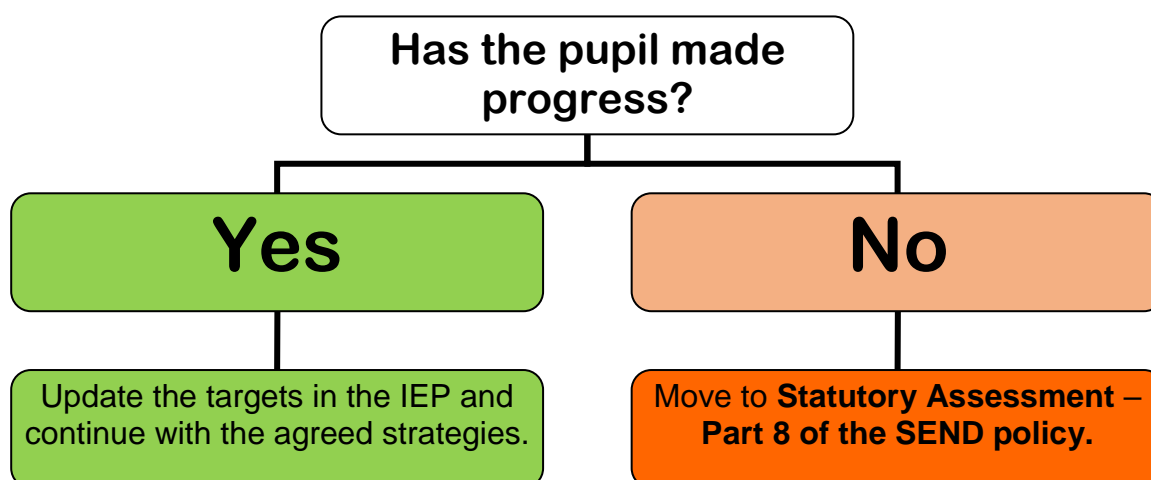 Has the pupil made
progress?
Yes
No
Update the targets in the IEP and
continue with the agreed strategies.
Move to Statutory Assessment –
Part 8 of the SEND policy.